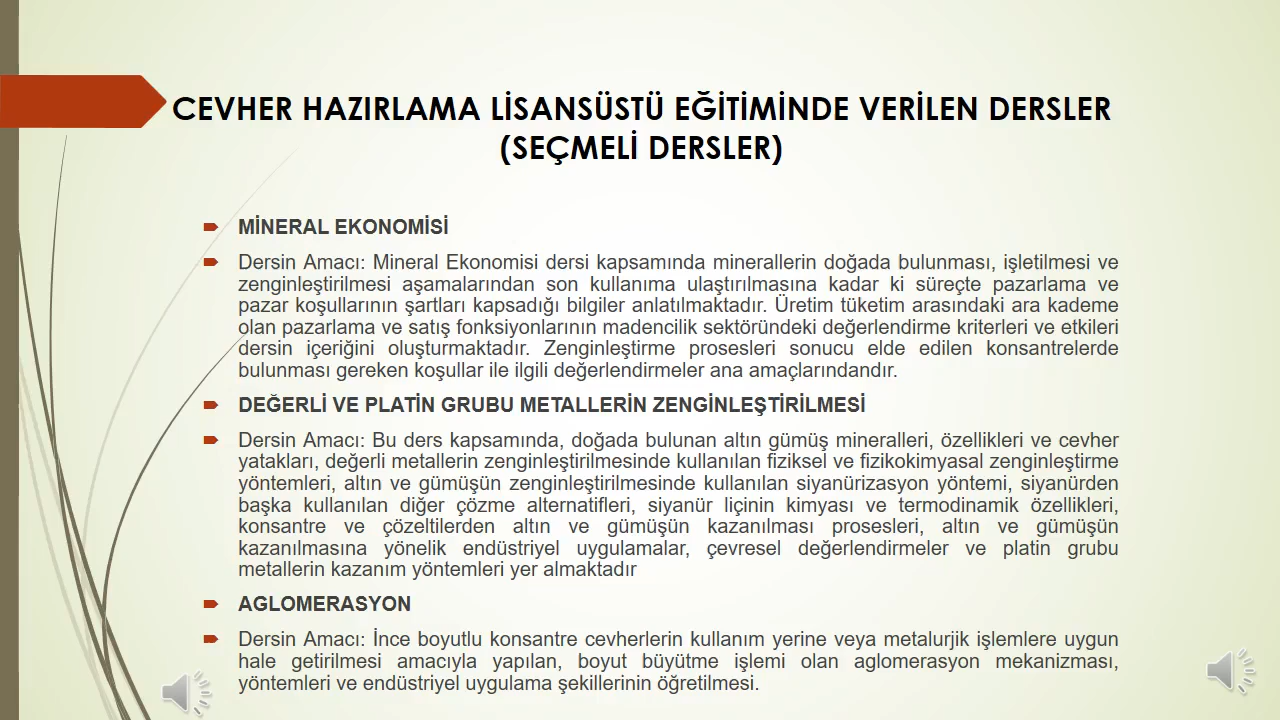 CEVHER HAZIRLAMA LİSANSÜSTÜ EĞİTİMİNDE VERİLEN DERSLER
(SEÇMELİ DERSLER)
MİNERAL EKONOMİSİ
Dersin Amacı: Mineral Ekonomisi dersi kapsamında minerallerin doğada bulunması, işletilmesi ve
zenginleştirilmesi aşamalarından son kullanıma ulaştırılmasına kadar ki süreçte pazarlama ve
pazar koşullarının şartları kapsadığı bilgiler anlatılmaktadır. Üretim tüketim arasındaki ara kademe
olan pazarlama ve satış fonksiyonlarının madencilik sektöründeki değerlendirme kriterleri ve etkileri
dersin içeriğini oluşturmaktadır. Zenginleştirme prosesleri sonucu elde edilen konsantrelerde
bulunması gereken koşullar ile ilgili değerlendirmeler ana amaçlarındandır.
DEĞERLİ VE PLATİN GRUBU METALLERİN ZENGİNLEŞTİRİLMESİ
Dersin Amacı: Bu ders kapsamında, doğada bulunan altın gümüş mineralleri, özellikleri ve cevher
yatakları, değerli metallerin zenginleştirilmesinde kullanılan fiziksel ve fizikokimyasal zenginleştirme
yöntemleri, altın ve gümüşün zenginleştirilmesinde kullanılan siyanürizasyon yöntemi, siyanürden
başka kullanılan diğer çözme alternatifleri, siyanür liçinin kimyası ve termodinamik özellikleri,
konsantre ve çözeltilerden altın ve gümüşün kazanılması prosesleri, altın ve gümüşün
kazanılmasına yönelik endüstriyel uygulamalar, çevresel değerlendirmeler ve platin grubu
metallerin kazanım yöntemleri yer almaktadır
AGLOMERASYON
Dersin Amacı: İnce boyutlu konsantre cevherlerin kullanım yerine veya metalurjik işlemlere uygun
hale getirilmesi amacıyla yapılan, boyut büyütme işlemi olan aglomerasyon mekanizması,
yöntemleri ve endüstriyel uygulama şekillerinin öğretilmesi.